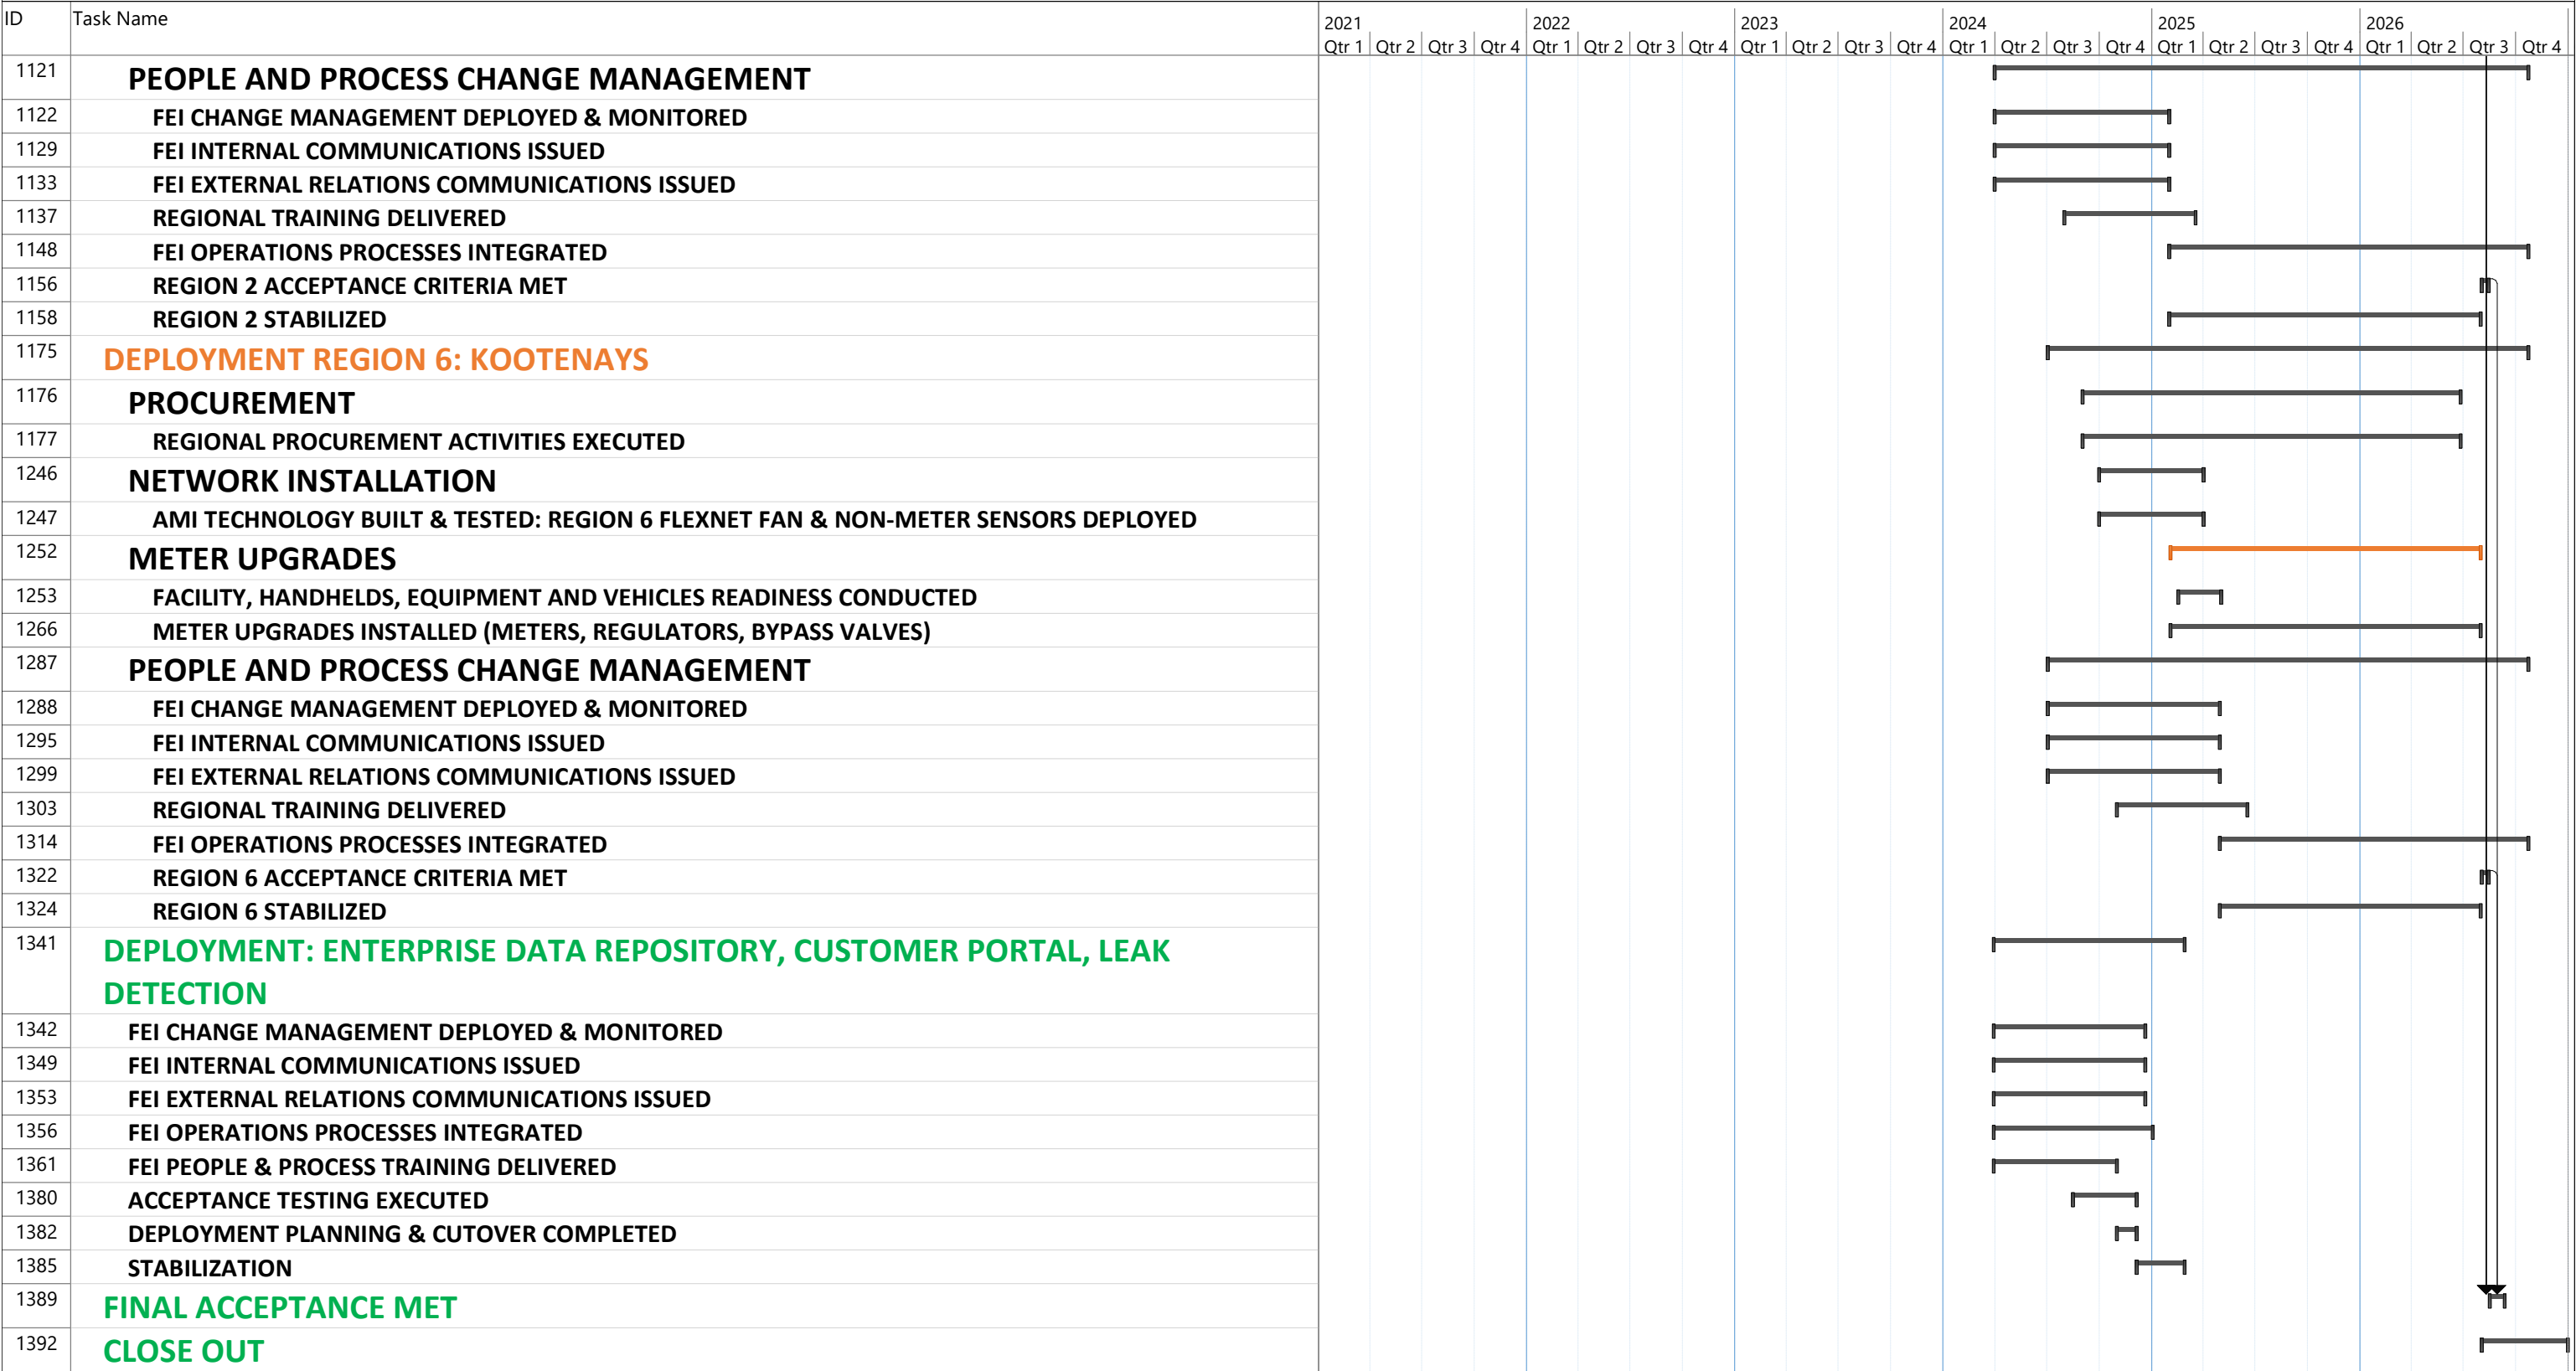 ID Task Name 2021 2022 2023 2024 2025 2026
Qtr 1 Qtr 2 Qtr 3 Qtr 4 Qtr 1 Qtr 2 Qtr 3 Qtr 4 Qtr 1 Qtr 2 Qtr 3 Qtr 4 Qtr 1 Qtr 2 Qtr 3 Qtr 4 Qtr 1 Qtr 2 Qtr 3 Qtr 4 Qtr 1 Qtr 2 Qtr 3 Qtr 4
1121 PEOPLE AND PROCESS CHANGE MANAGEMENT
1122 FEI CHANGE MANAGEMENT DEPLOYED & MONITORED
1129 FEI INTERNAL COMMUNICATIONS ISSUED
1133 FEI EXTERNAL RELATIONS COMMUNICATIONS ISSUED
1137 REGIONAL TRAINING DELIVERED
1148 FEI OPERATIONS PROCESSES INTEGRATED
1156 REGION 2 ACCEPTANCE CRITERIA MET
1158 REGION 2 STABILIZED
1175 DEPLOYMENT REGION 6: KOOTENAYS
1176 PROCUREMENT
1177 REGIONAL PROCUREMENT ACTIVITIES EXECUTED
1246 NETWORK INSTALLATION
1247 AMI TECHNOLOGY BUILT & TESTED: REGION 6 FLEXNET FAN & NON-METER SENSORS DEPLOYED
1252 METER UPGRADES
1253 FACILITY, HANDHELDS, EQUIPMENT AND VEHICLES READINESS CONDUCTED
1266 METER UPGRADES INSTALLED (METERS, REGULATORS, BYPASS VALVES)
1287 PEOPLE AND PROCESS CHANGE MANAGEMENT
1288 FEI CHANGE MANAGEMENT DEPLOYED & MONITORED
1295 FEI INTERNAL COMMUNICATIONS ISSUED
1299 FEI EXTERNAL RELATIONS COMMUNICATIONS ISSUED
1303 REGIONAL TRAINING DELIVERED
1314 FEI OPERATIONS PROCESSES INTEGRATED
1322 REGION 6 ACCEPTANCE CRITERIA MET
1324 REGION 6 STABILIZED
1341 DEPLOYMENT: ENTERPRISE DATA REPOSITORY, CUSTOMER PORTAL, LEAK
DETECTION
1342 FEI CHANGE MANAGEMENT DEPLOYED & MONITORED
1349 FEI INTERNAL COMMUNICATIONS ISSUED
1353 FEI EXTERNAL RELATIONS COMMUNICATIONS ISSUED
1356 FEI OPERATIONS PROCESSES INTEGRATED
1361 FEI PEOPLE & PROCESS TRAINING DELIVERED
1380 ACCEPTANCE TESTING EXECUTED
1382 DEPLOYMENT PLANNING & CUTOVER COMPLETED
1385 STABILIZATION
1389 FINAL ACCEPTANCE MET
1392 CLOSE OUT